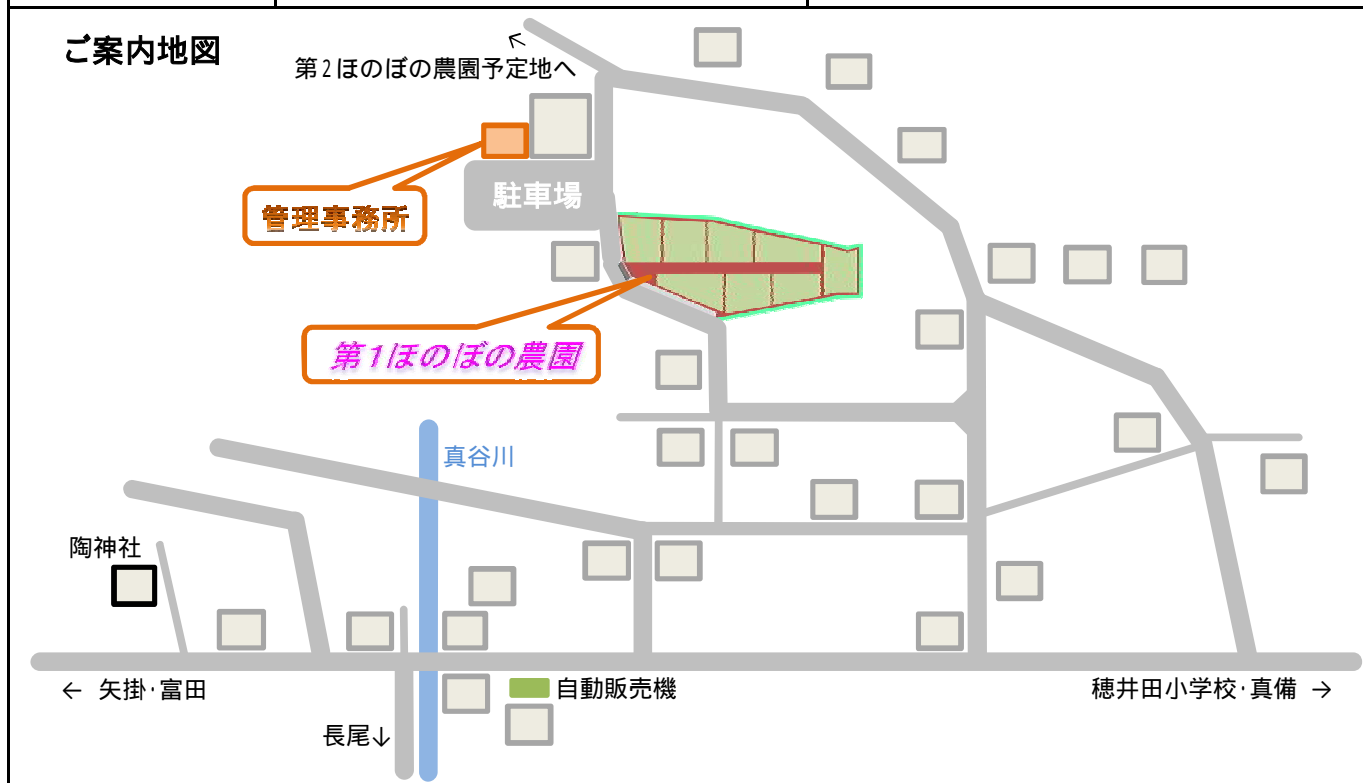 ご案内地図
←
第2ほのぼの農園予定地へ
管理事務所
駐車場
第1ほのぼの農園
真谷川
陶神社
← 矢掛・富田
自動販売機
穂井田小学校・真備 →
長尾↓